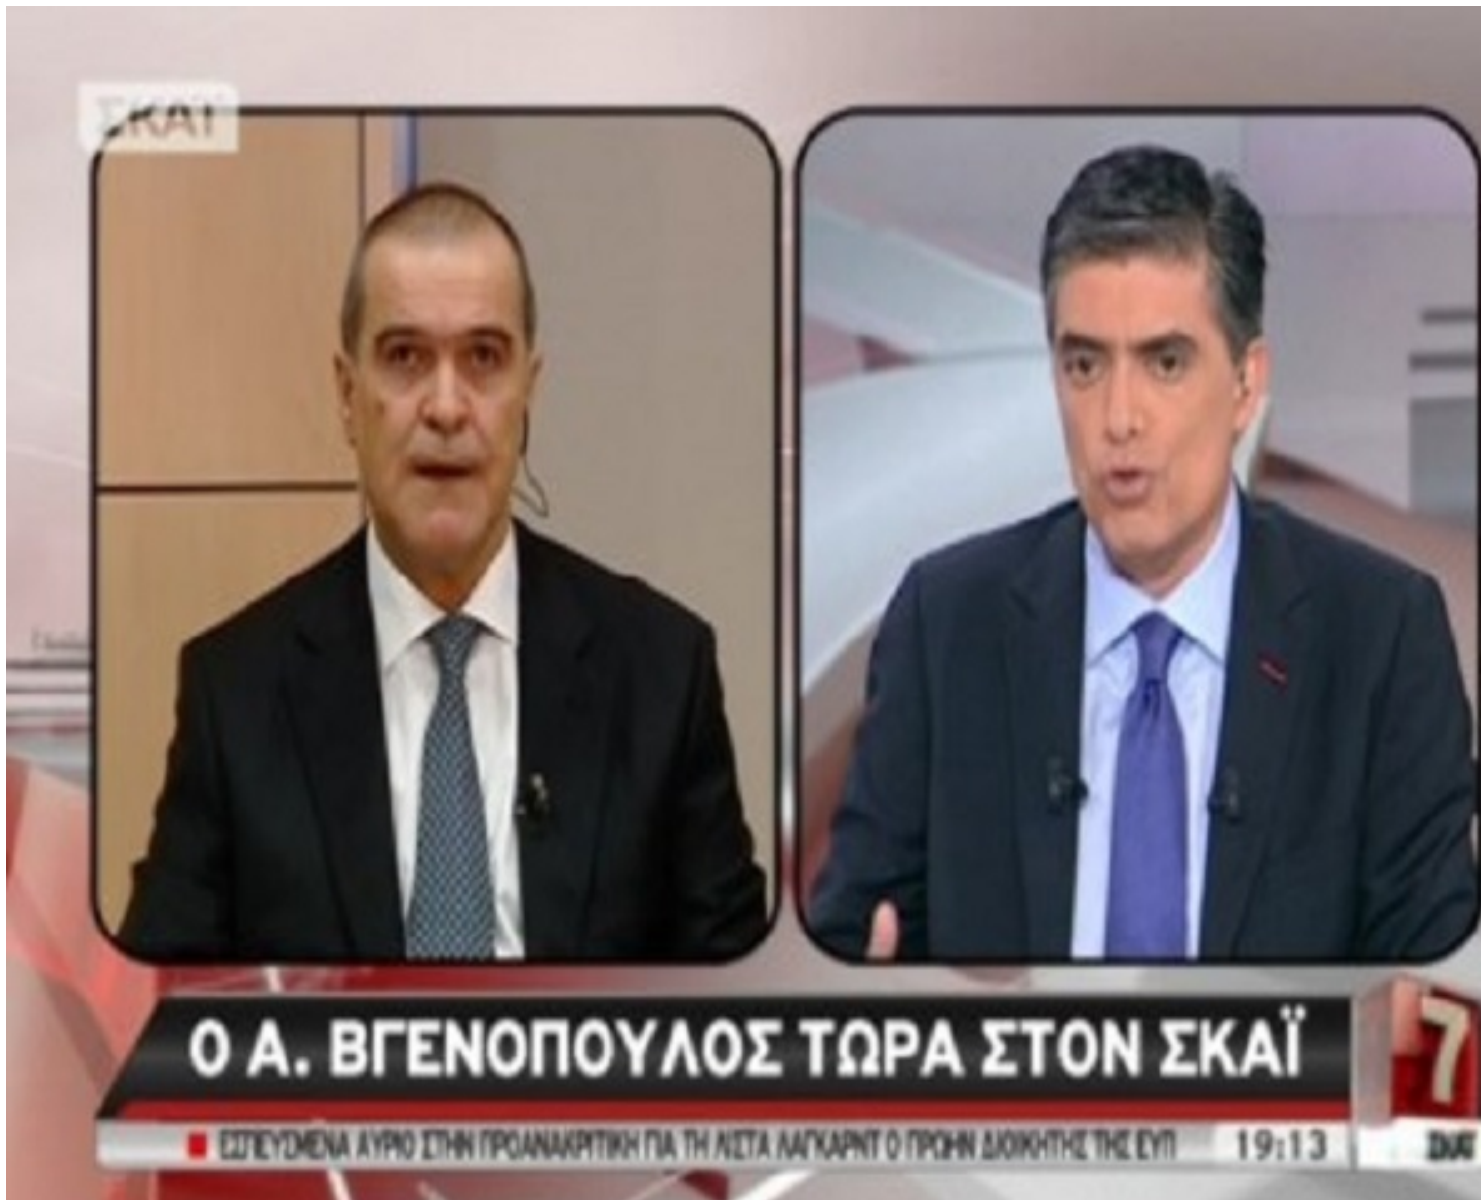 ΣΚΑΪ
Ο Α. ΒΓΕΝΟΠΟΥΛΟΣ ΤΩΡΑ ΣΤΟΝ ΣΚΑΪ
7
ΕΣΠΕΥΣΜΕΝΑ ΑΥΡΙΟ ΣΤΗΝ ΠΡΟΑΝΑΚΡΙΤΙΚΗ ΓΙΑ ΤΗ ΛΙΣΤΑ ΛΑΓΚΑΡΝΤ Ο ΠΡΩΗΝ ΔΙΟΙΚΗΤΗΣ ΤΗΣ ΕΥΠ 19:13 ΣΚΑΪ